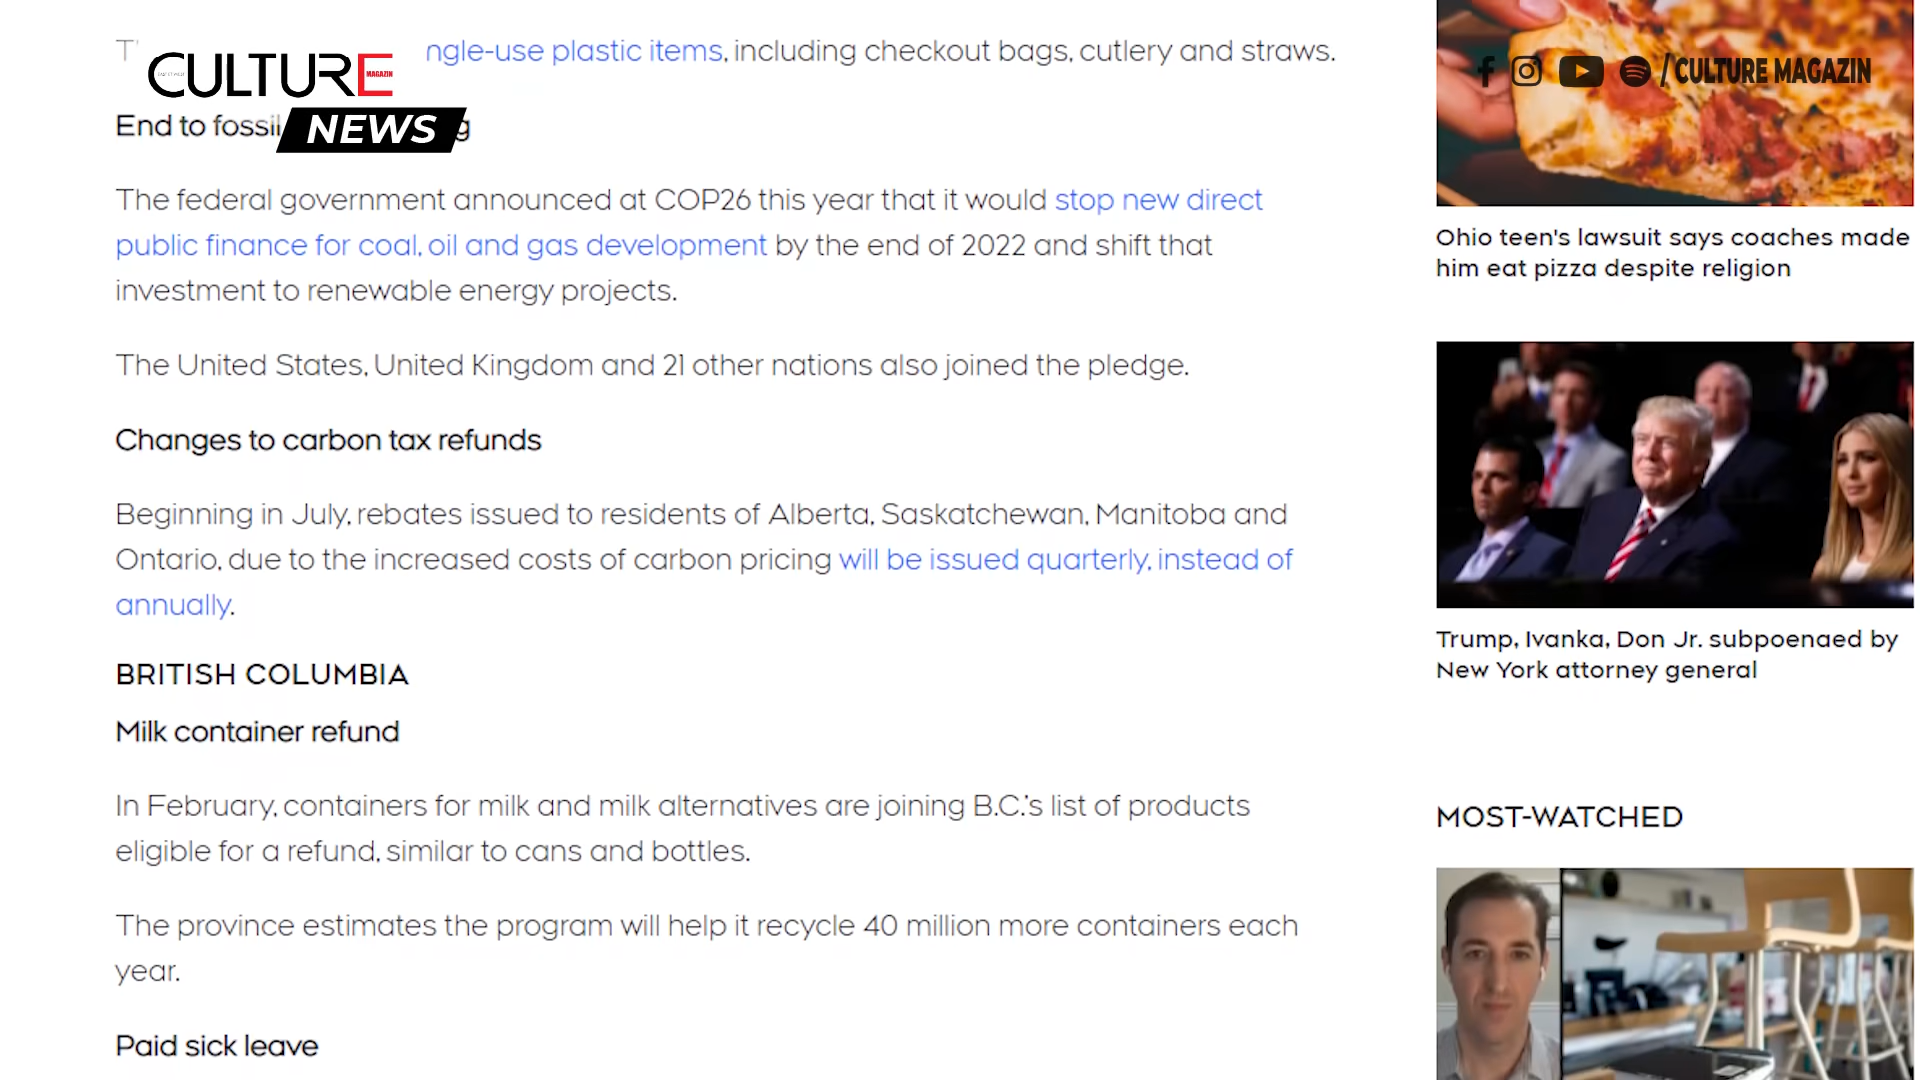 ngle-use plastic items, including checkout bags, cutlery and straws.
CULTURE
MAGAZIN
NEWS
End to fossil
The federal government announced at COP26 this year that it would stop new direct
public finance for coal, oil and gas development by the end of 2022 and shift that
investment to renewable energy projects.
The United States, United Kingdom and 21 other nations also joined the pledge.
Changes to carbon tax refunds
Beginning in July, rebates issued to residents of Alberta, Saskatchewan, Manitoba and
Ontario, due to the increased costs of carbon pricing will be issued quarterly, instead of
annually.
BRITISH COLUMBIA
Milk container refund
In February, containers for milk and milk alternatives are joining B.C.'s list of products
eligible for a refund, similar to cans and bottles.
The province estimates the program will help it recycle 40 million more containers each
year.
Paid sick leave
/CULTURE MAGAZIN
Ohio teen's lawsuit says coaches made
him eat pizza despite religion
Trump, Ivanka, Don Jr. subpoenaed by
New York attorney general
MOST-WATCHED